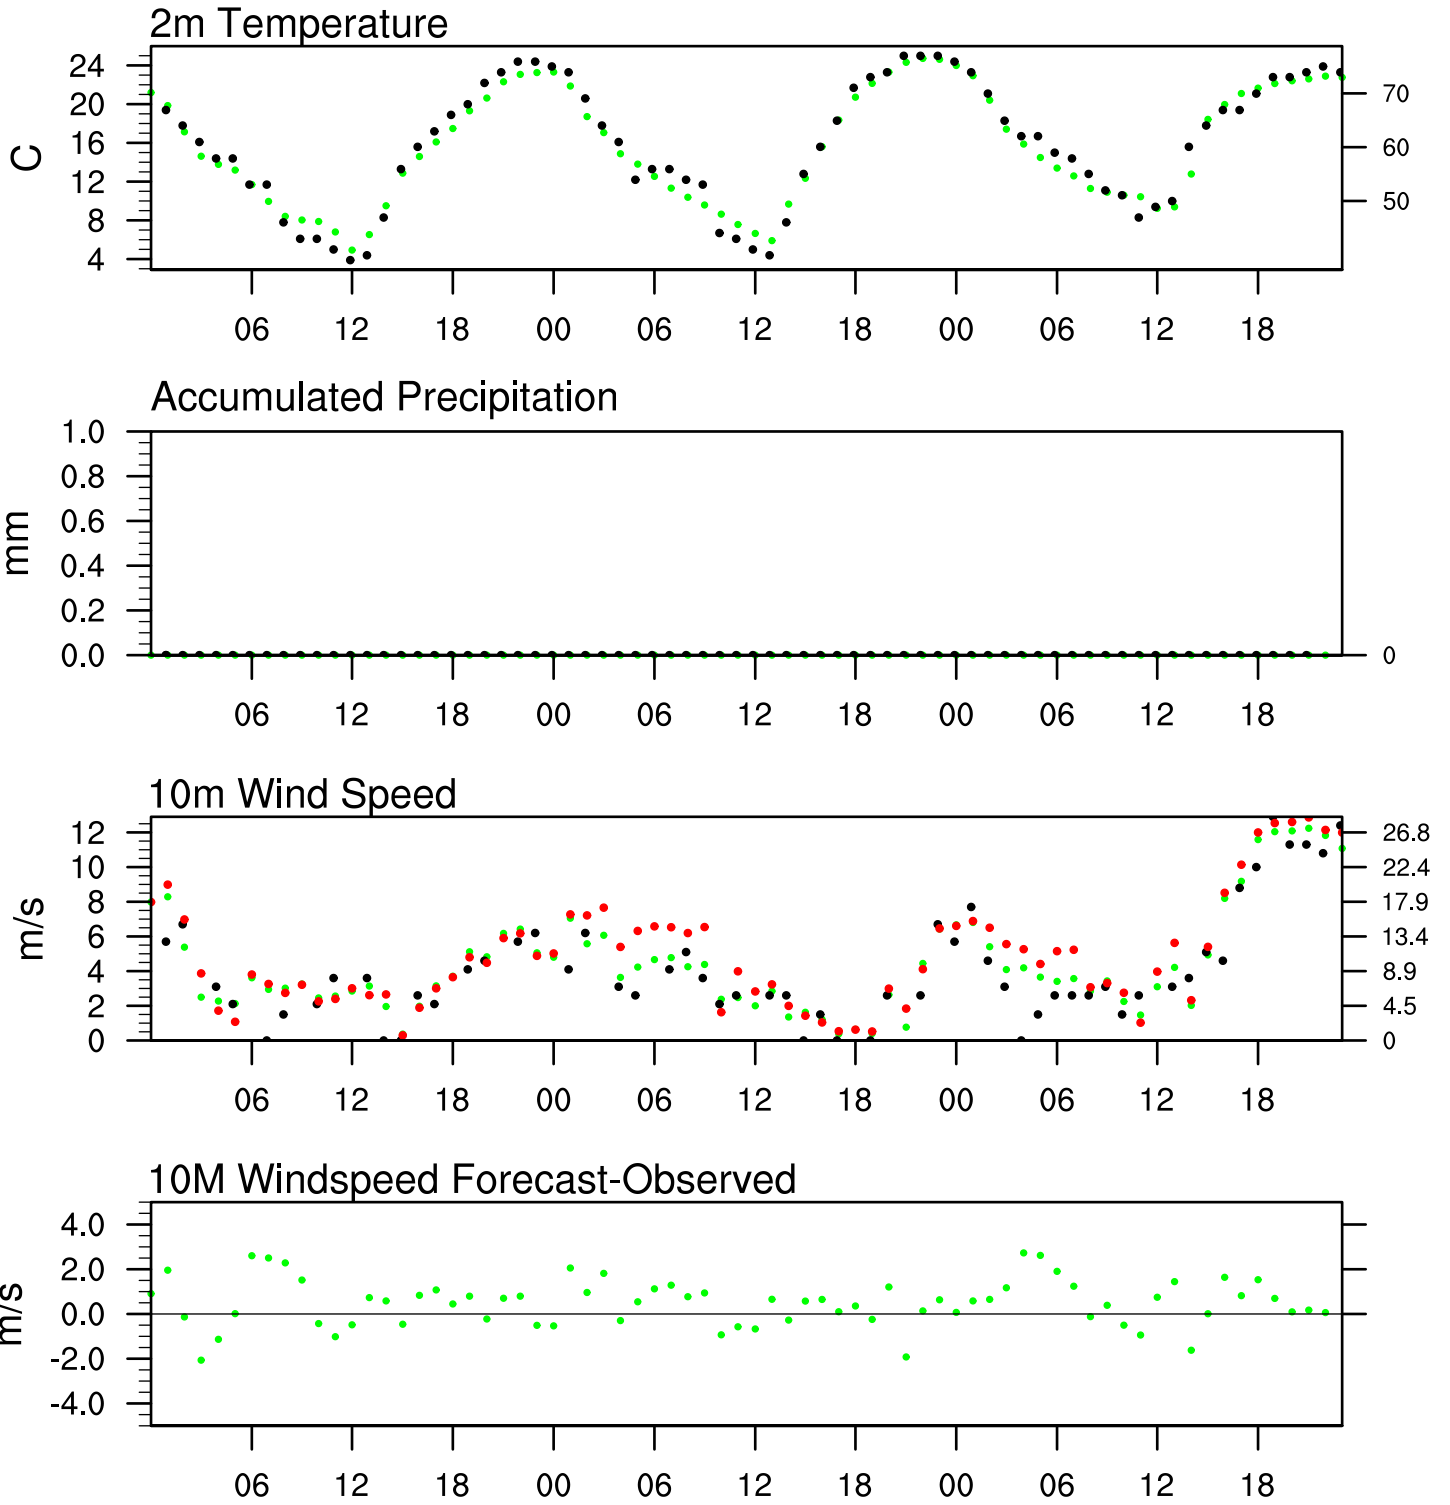 2m Temperature
24
20
16
12
8
4
C
70
60
50
06 12 18 00 06 12 18 00 06 12 18
Accumulated Precipitation
1.0
0.8
0.6
0.4
0.2
0.0
mm
0
06 12 18 00 06 12 18 00 06 12 18
10m Wind Speed
12
10
8
6
4
2
0
m/s
26.8
22.4
17.9
13.4
8.9
4.5
0
06 12 18 00 06 12 18 00 06 12 18
10M Windspeed Forecast-Observed
4.0
2.0
0.0
-2.0
-4.0
m/s
06 12 18 00 06 12 18 00 06 12 18